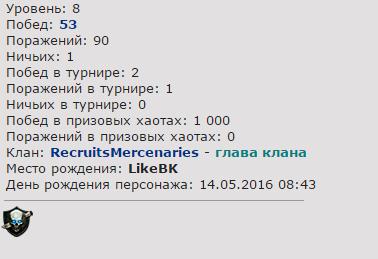 Уровень: 8
Побед: 53
Поражений: 90
Ничьих: 1
Побед в турнире: 2
Поражений в турнире: 1
Ничьих в турнире: 0
Побед в призовых хаотах: 1 000
Поражений в призовых хаотах: 0
Клан: RecruitsMercenaries - глава клана
Место рождения: LikeBK
День рождения персонажа: 14.05.2016 08:43